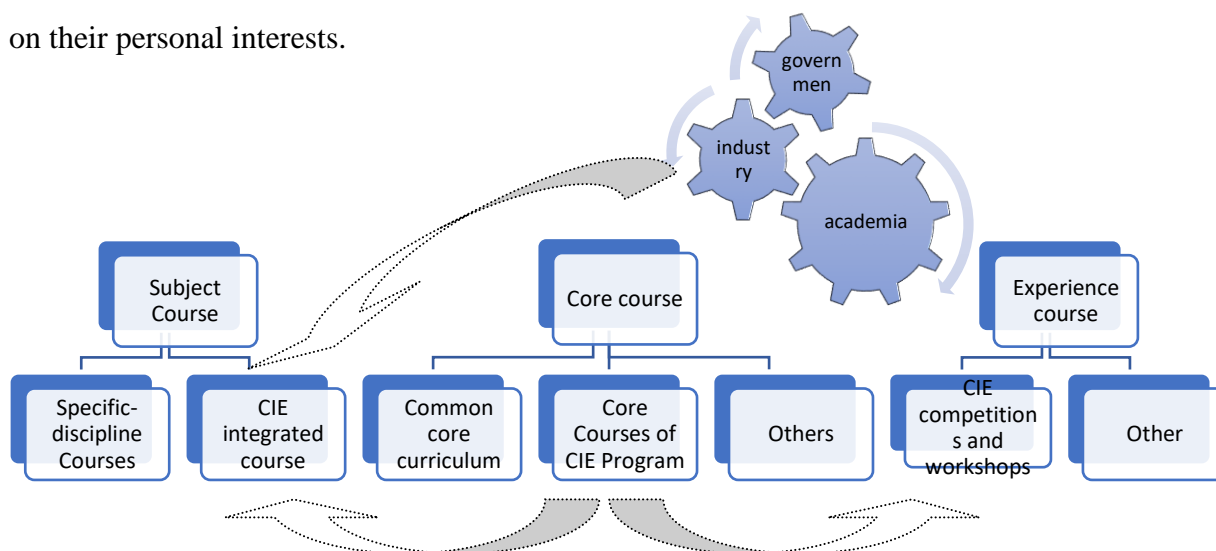 on their personal interests.
govern
men
indust
ry
academia
Subject
Course
Core course
Experience
course
Specific-
discipline
Courses
CIE
integrated
course
Common
core
curriculum
Core
Courses of
CIE Program
Others
CIE
competition
s and
workshops
Other